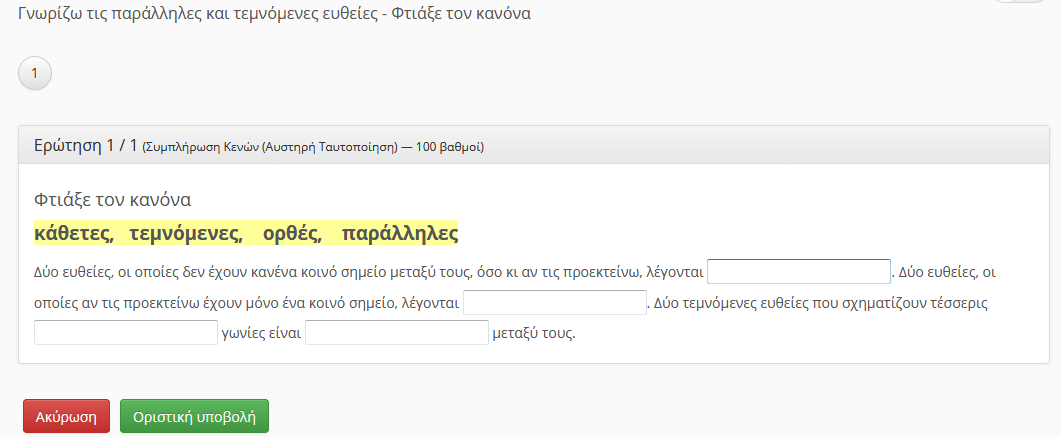 Γνωρίζω τις παράλληλες και τεμνόμενες ευθείες - Φτιάξε τον κανόνα
1
Ερώτηση 1 / 1 (Συμπλήρωση Κενών (Αυστηρή Ταυτοποίηση) — 100 βαθμοί)
Φτιάξε τον κανόνα
κάθετες, τεμνόμενες, ορθές, παράλληλες
Δύο ευθείες, οι οποίες δεν έχουν κανένα κοινό σημείο μεταξύ τους, όσο κι αν τις προεκτείνω, λέγονται . Δύο ευθείες, οι
οποίες αν τις προεκτείνω έχουν μόνο ένα κοινό σημείο, λέγονται . Δύο τεμνόμενες ευθείες που σχηματίζουν τέσσερις
γωνίες είναι μεταξύ τους.
Ακύρωση Οριστική υποβολή